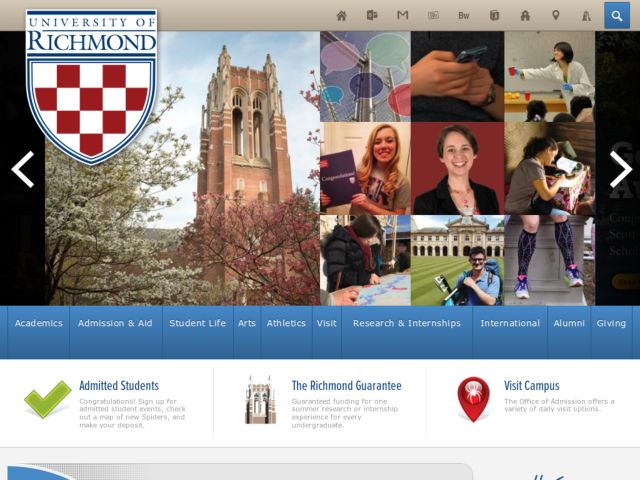 UNIVERSITY OF
RICHMOND
Bw
Congratulations!
Academics
Admission & Aid
Student Life
Arts
Athletics
Visit
Research & Internships
International
Alumni
Giving
Admitted Students
Congratulations! Sign up for
admitted student events, check
out a map of new Spiders, and
make your deposit.
The Richmond Guarantee
Guaranteed funding for one
summer research or internship
experience for every
undergraduate.
Visit Campus
The Office of Admission offers a
variety of daily visit options.